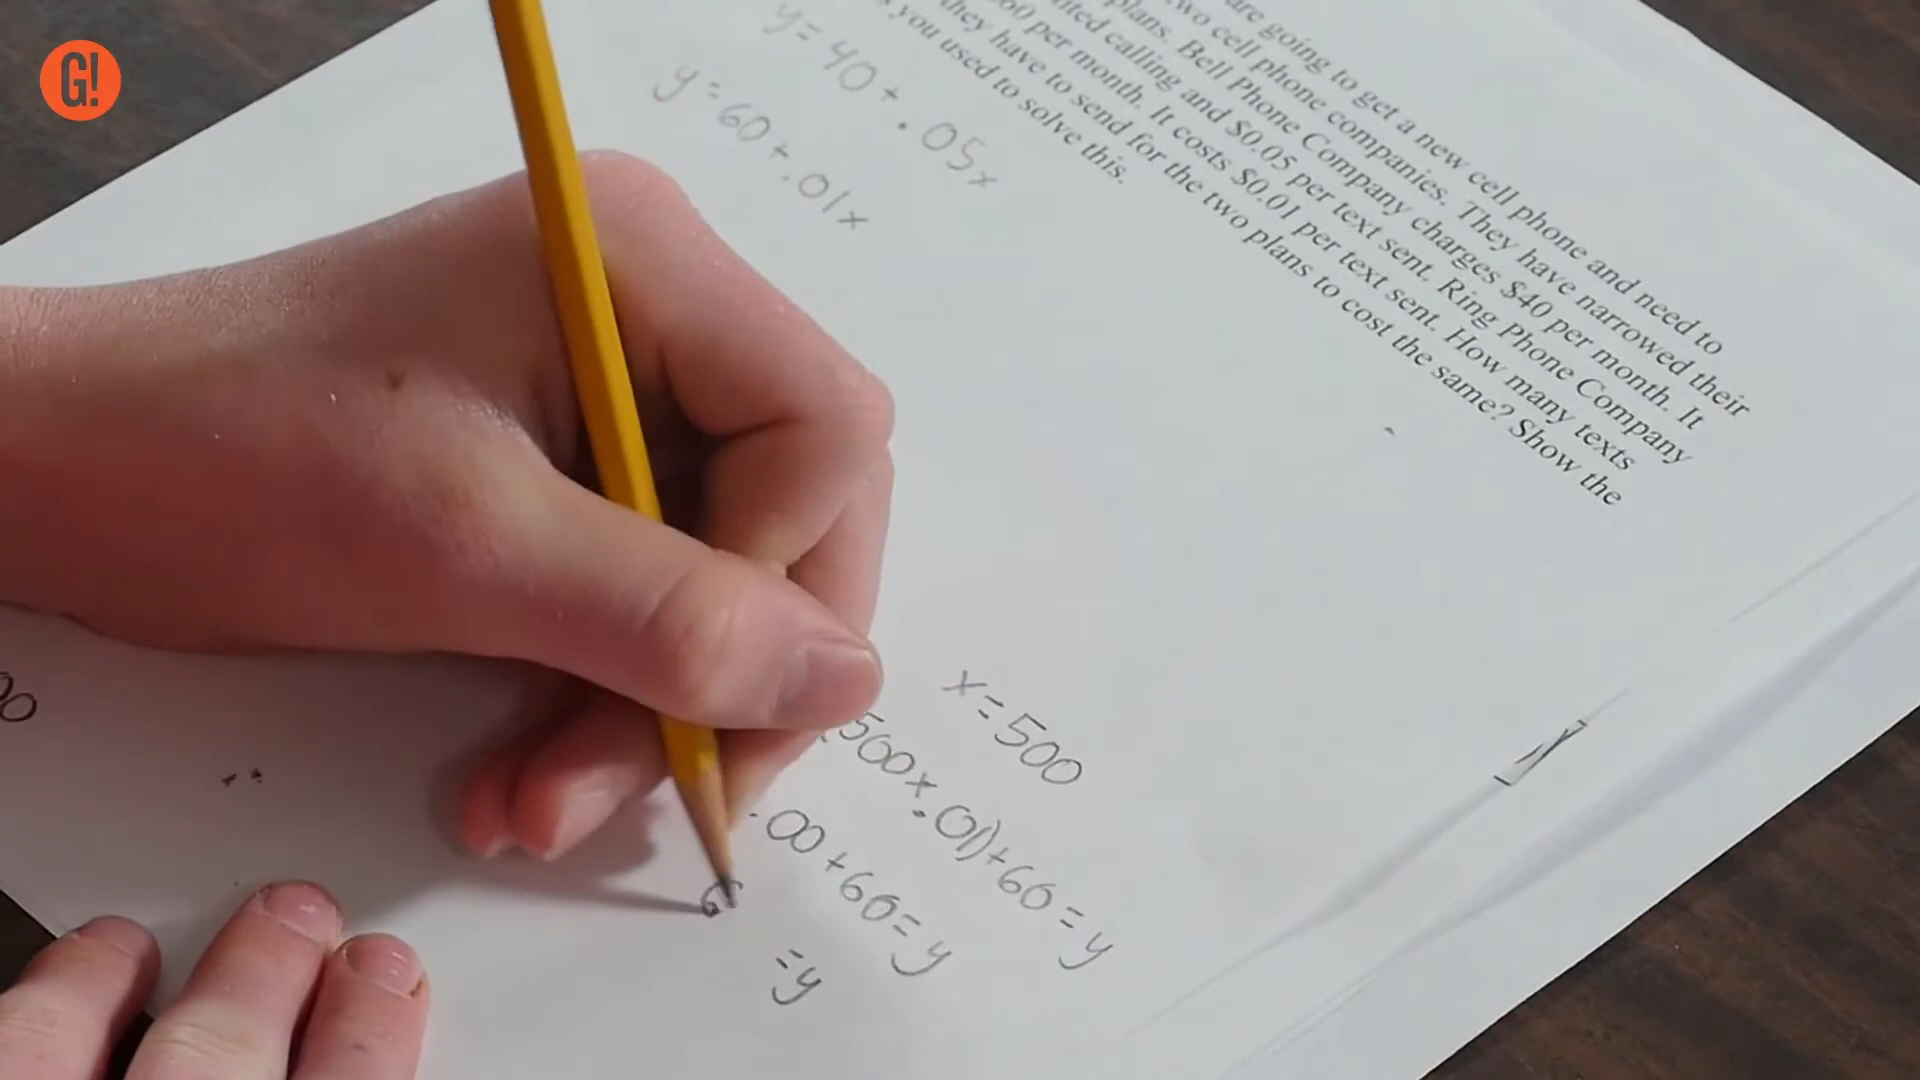 G!
are going to get a new cell phone and need to
two cell phone companies. They have narrowed their
plans. Bell Phone Company charges $40 per month. It
calling and $0.05 per text sent. Ring Phone Company
60 per month. It costs $0.01 per text sent. How many texts
they have to send for the two plans to cost the same? Show the
you used to solve this.
y=40+.05x
y=60+.01x
x=500
500x.01)+60=y
.00+60=y
=y
00